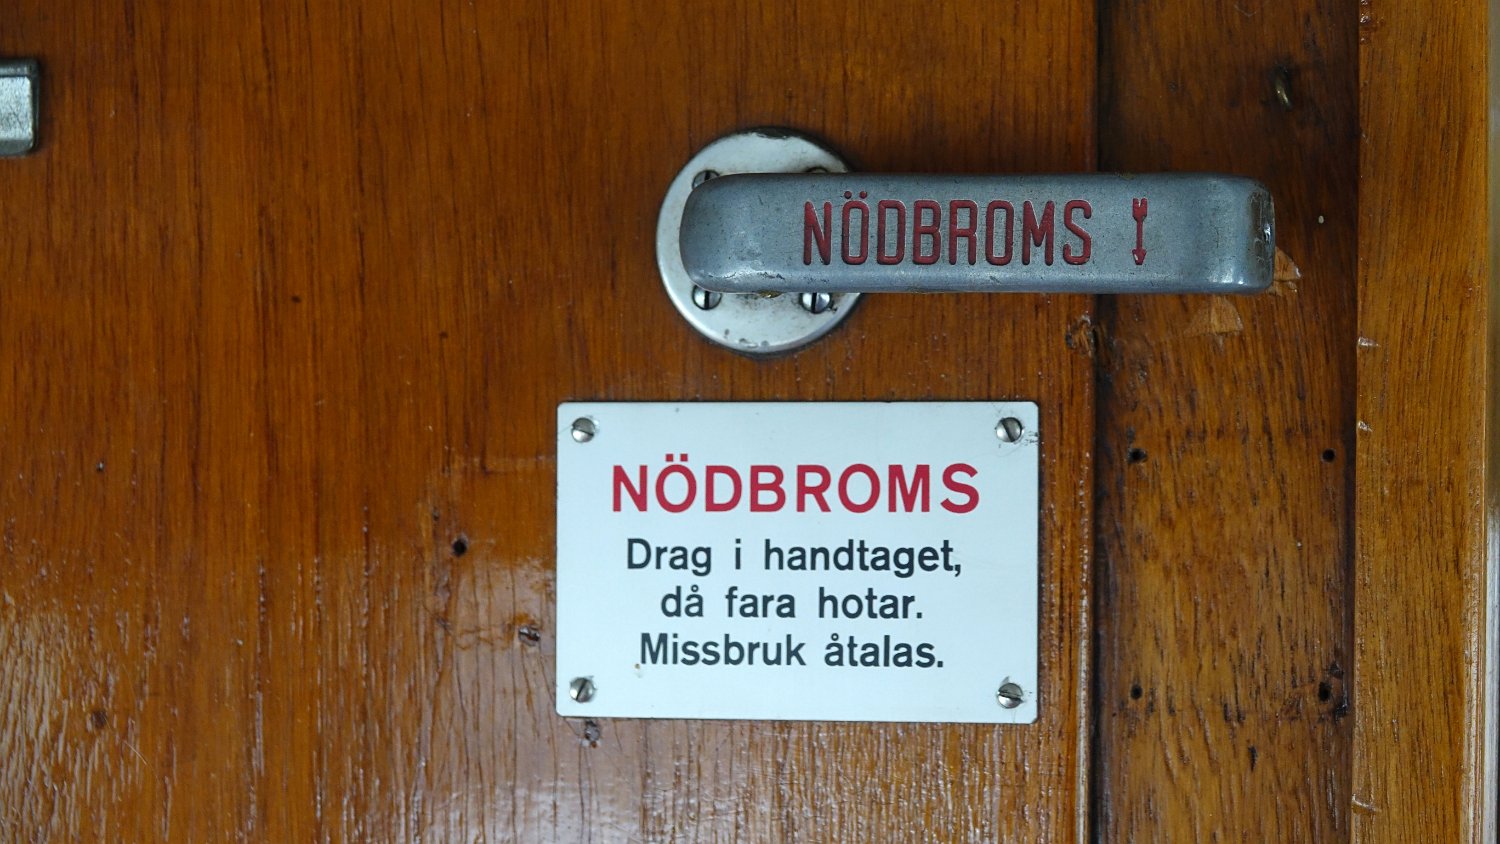 NÖDBROMS
NÖDBROMS
Drag i handtaget,
då fara hotar.
Missbruk åtalas.